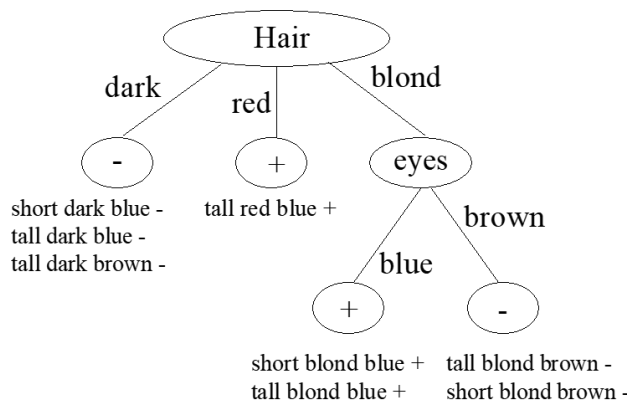 Hair
dark
red
blond
-
+
eyes
short dark blue -
tall dark blue -
tall dark brown -
tall red blue +
blue
brown
+
-
short blond blue +
tall blond blue +
tall blond brown -
short blond brown -